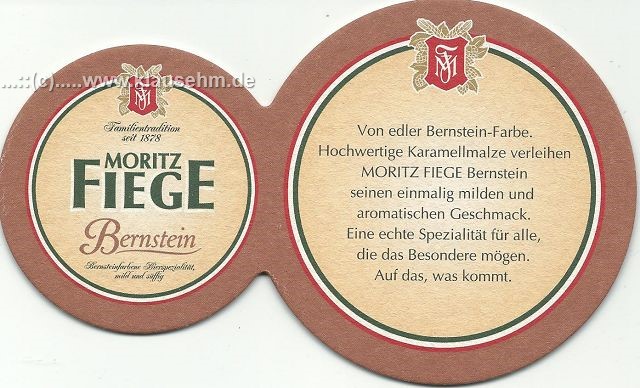 ...::(c).....www.klausehm.de
Familientradition
seit 1878
MORITZ
FIEGE
Bernstein
Bernsteinfarbene Bierspezialität,
mild und süffig
Von edler Bernstein-Farbe.
Hochwertige Karamellmalze verleihen
MORITZ FIEGE Bernstein
seinen einmalig milden und
aromatischen Geschmack.
Eine echte Spezialität für alle,
die das Besondere mögen.
Auf das, was kommt.